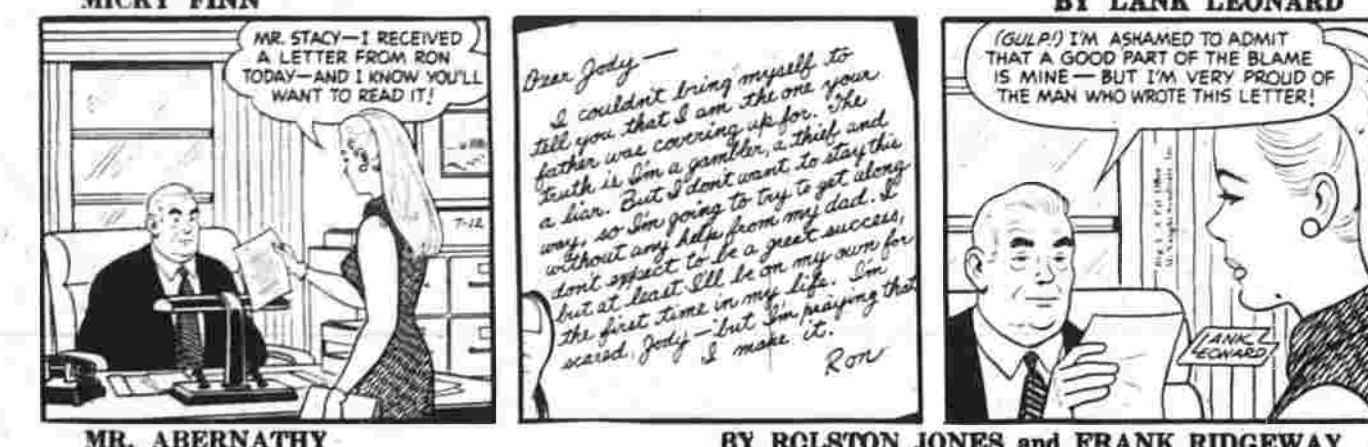 MICKY FINN
BY LANK LEONARD
MR. STACY—I RECEIVED
A LETTER FROM RON
TODAY—AND I KNOW YOU'LL
WANT TO READ IT!
7-12
Dear Jody —
I couldn't bring myself to
tell you that I am the one your
father was covering up for. The
truth is I'm a gambler, a thief and
a liar. But I don't want to stay this
way, so I'm going to try to get along
without any help from my dad. I
don't expect to be a great success,
but at least I'll be on my own for
the first time in my life. I'm
scared, Jody—but I'm praying that
I make it.
Ron
(GULP!) I'M ASHAMED TO ADMIT
THAT A GOOD PART OF THE BLAME
IS MINE — BUT I'M VERY PROUD OF
THE MAN WHO WROTE THIS LETTER!
LANK
LEONARD
MR. ABERNATHY
BY ROLSTON JONES and FRANK RIDGEWAY